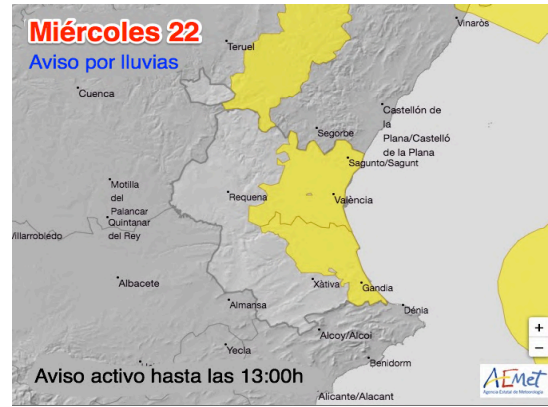 Miércoles 22
Aviso por lluvias
Vinaròs
Teruel
Cuenca
Castellón de
la
Plana/Castelló
de la Plana
Segorbe
Sagunto/Sagunt
Motilla
del
Palancar
Quintanar
del Rey
Requena
València
Villarrobledo
Albacete
Xàtiva
Gandia
Almansa
Dénia
Alcoy/Alcoi
Yecla
Benidorm
Aviso activo hasta las 13:00h
Alicante/Alacant
+
−
AEMet
Agencia Estatal de Meteorología